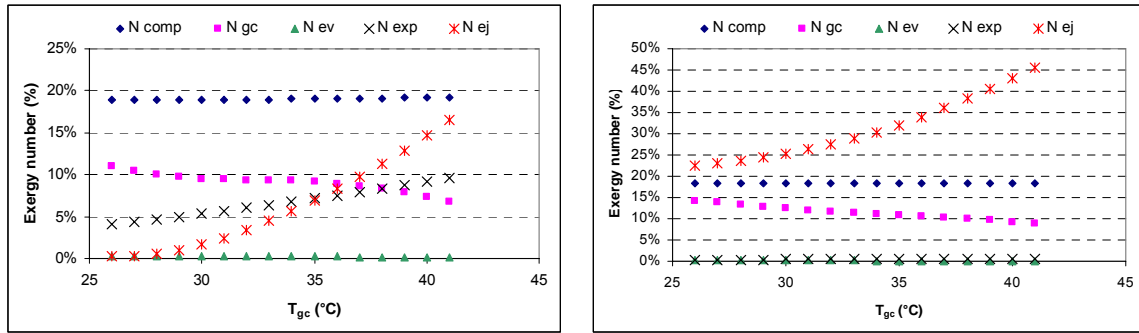 N comp N gc N ev N exp N ej
25%
20%
15%
10%
5%
0%
Exergy number (%)
25 30 35 40 45
Tgc (°C)
N comp N gc N ev N exp N ej
50%
45%
40%
35%
30%
25%
20%
15%
10%
5%
0%
Exergy number (%)
25 30 35 40 45
Tgc (°C)